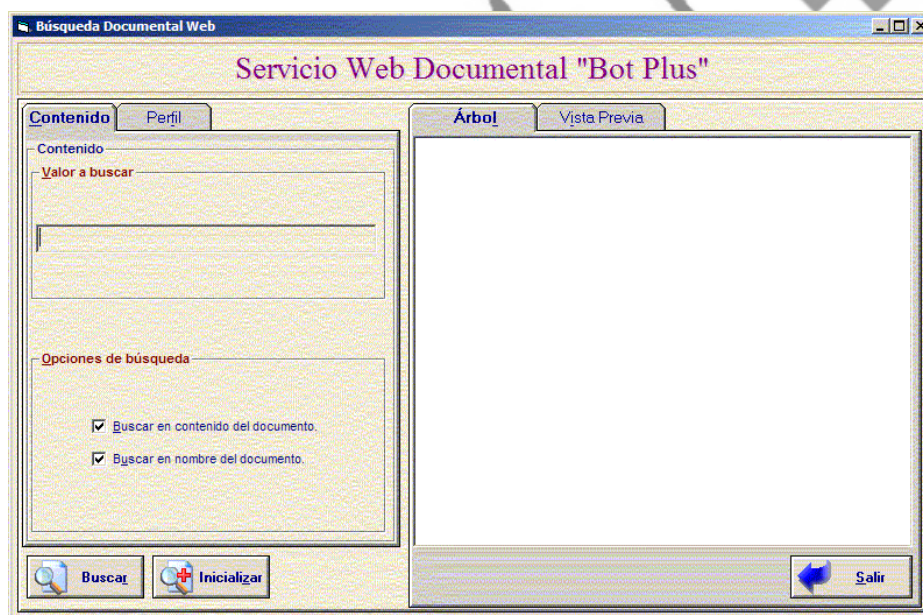 Búsqueda Documental Web
Servicio Web Documental "Bot Plus"
Contenido Perfil
Árbol Vista Previa
Contenido
Valor a buscar
Opciones de búsqueda
Buscar en contenido del documento.
Buscar en nombre del documento.
Buscar Inicializar
Salir